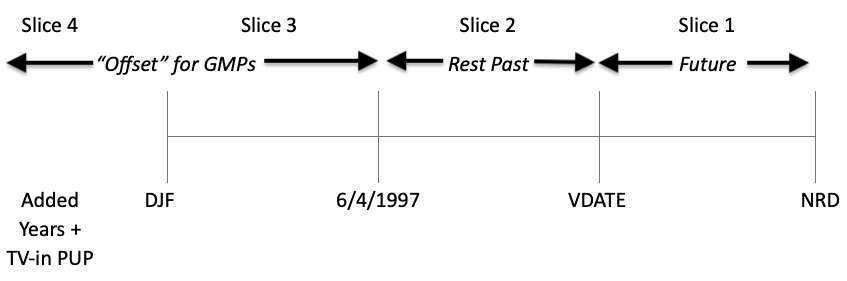 Slice 4 Slice 3 Slice 2 Slice 1
“Offset” for GMPs Rest Past Future
Added DJF 6/4/1997 VDATE NRD
Years +
TV-in PUP